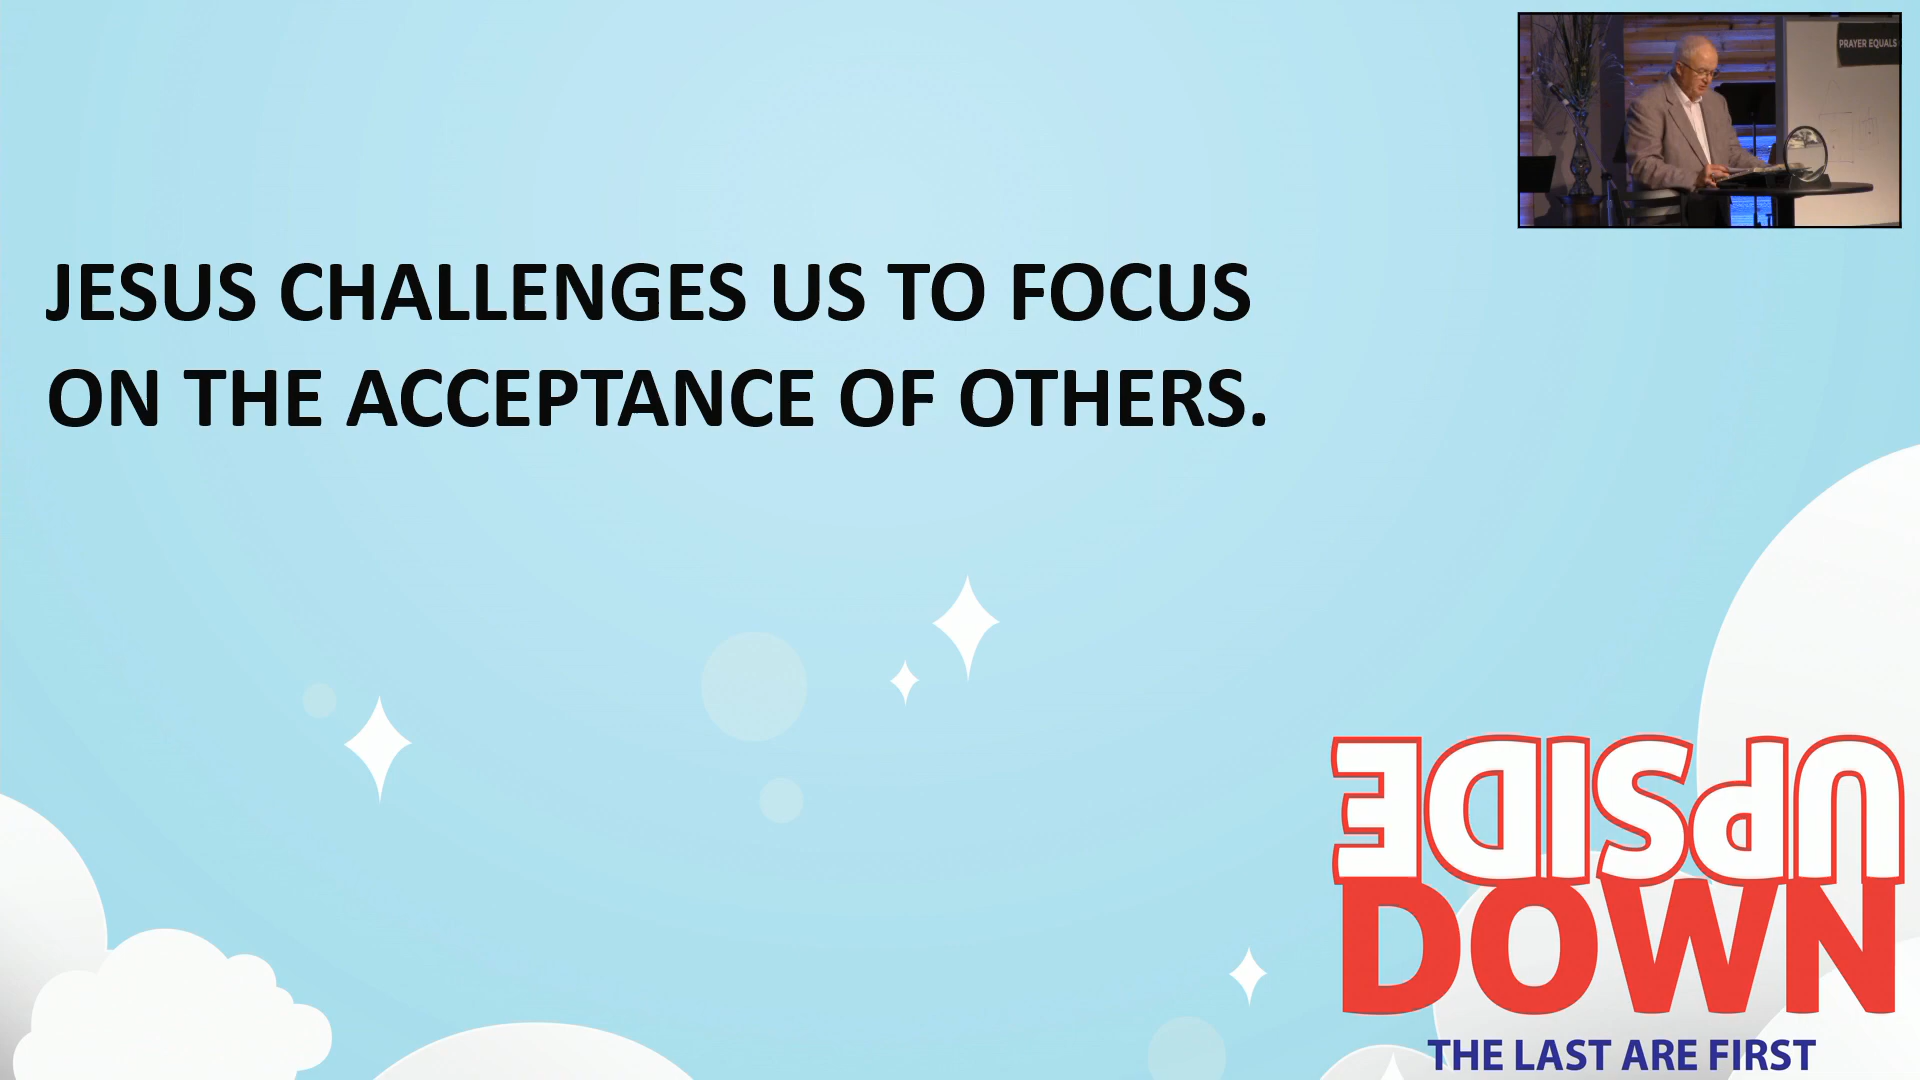 PRAYER EQUALS
JESUS CHALLENGES US TO FOCUS
ON THE ACCEPTANCE OF OTHERS.
UPSIDE
DOWN
THE LAST ARE FIRST